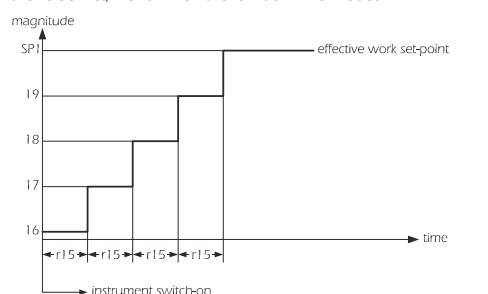 magnitude
SP1
effective work set-point
19
18
17
16
time
r15 r15 r15 r15
instrument switch-on